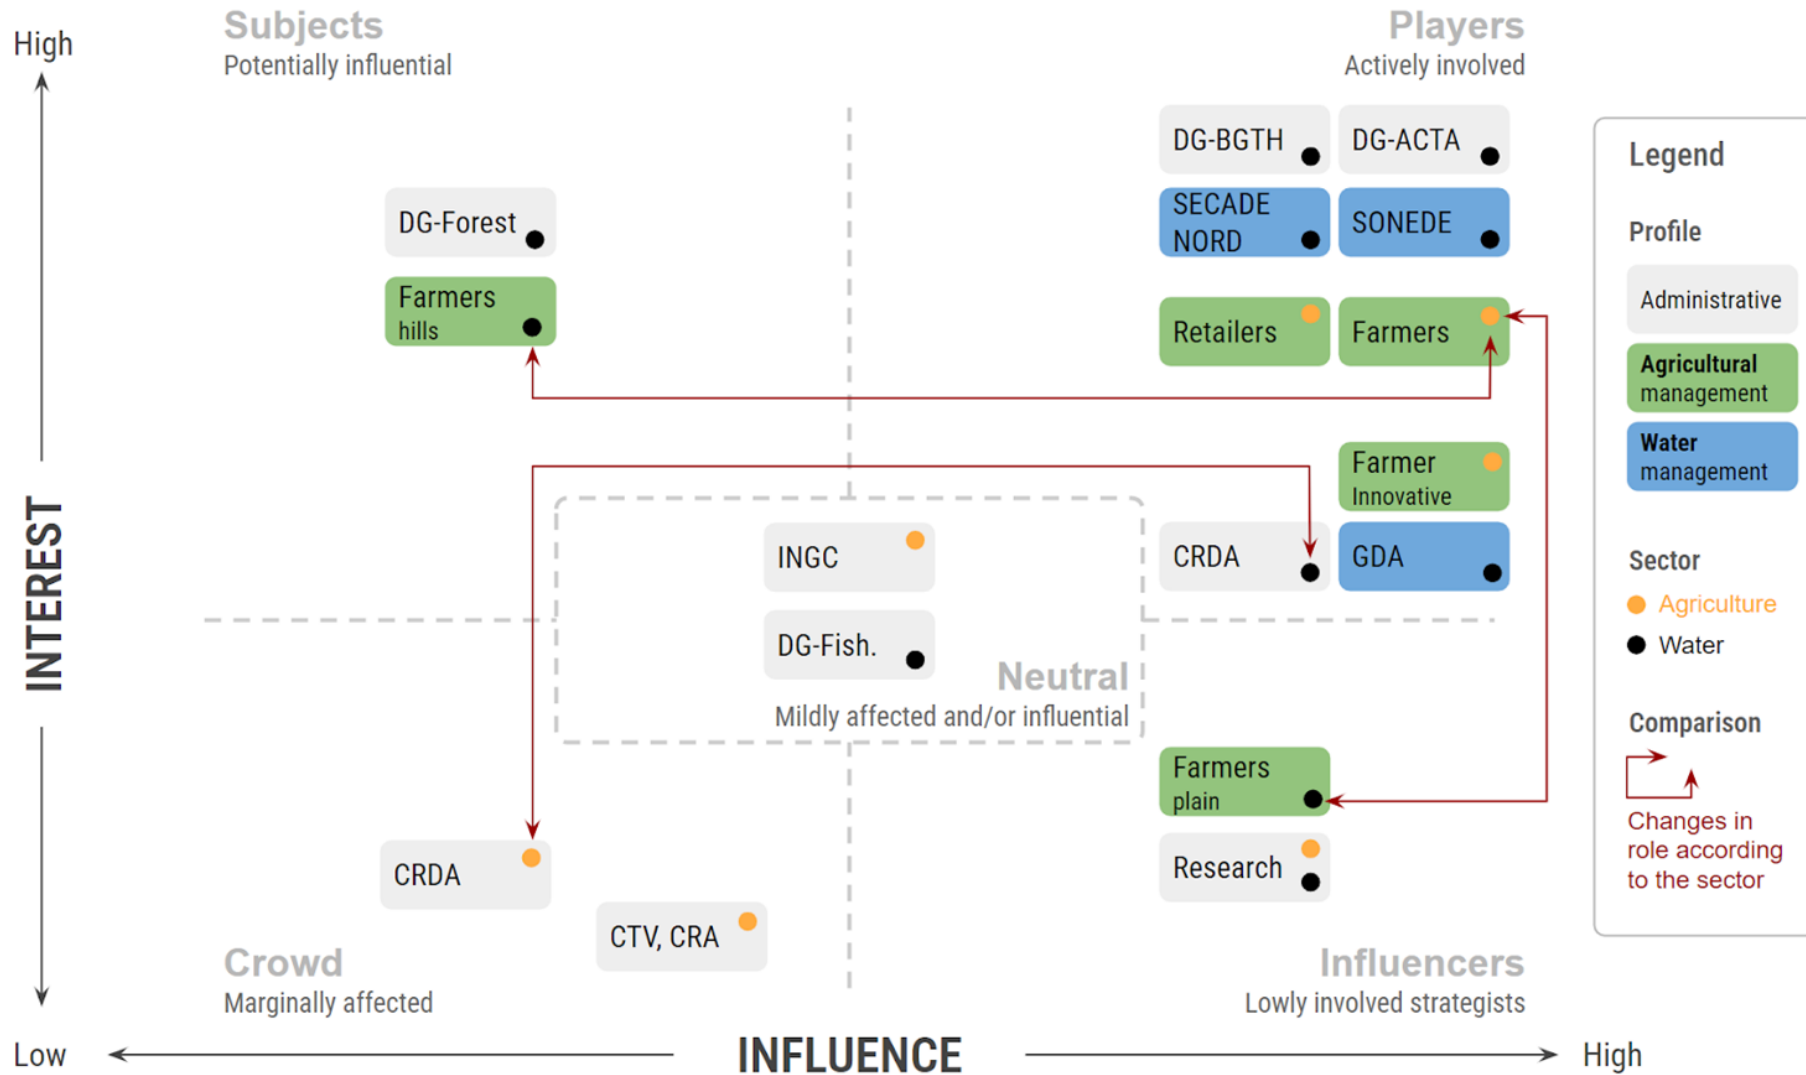 High
Subjects
Potentially influential
Players
Actively involved
DG-BGTH
DG-ACTA
DG-Forest
SECADE
NORD
SONEDE
Farmers
hills
Retailers
Farmers
Farmer
Innovative
INGC
CRDA
GDA
DG-Fish.
Neutral
Mildly affected and/or influential
Farmers
plain
Research
CRDA
CTV, CRA
Crowd
Marginally affected
Influencers
Lowly involved strategists
INTEREST
Low
INFLUENCE
High
Legend
Profile
Administrative
Agricultural
management
Water
management
Sector
Agriculture
Water
Comparison
Changes in
role according
to the sector